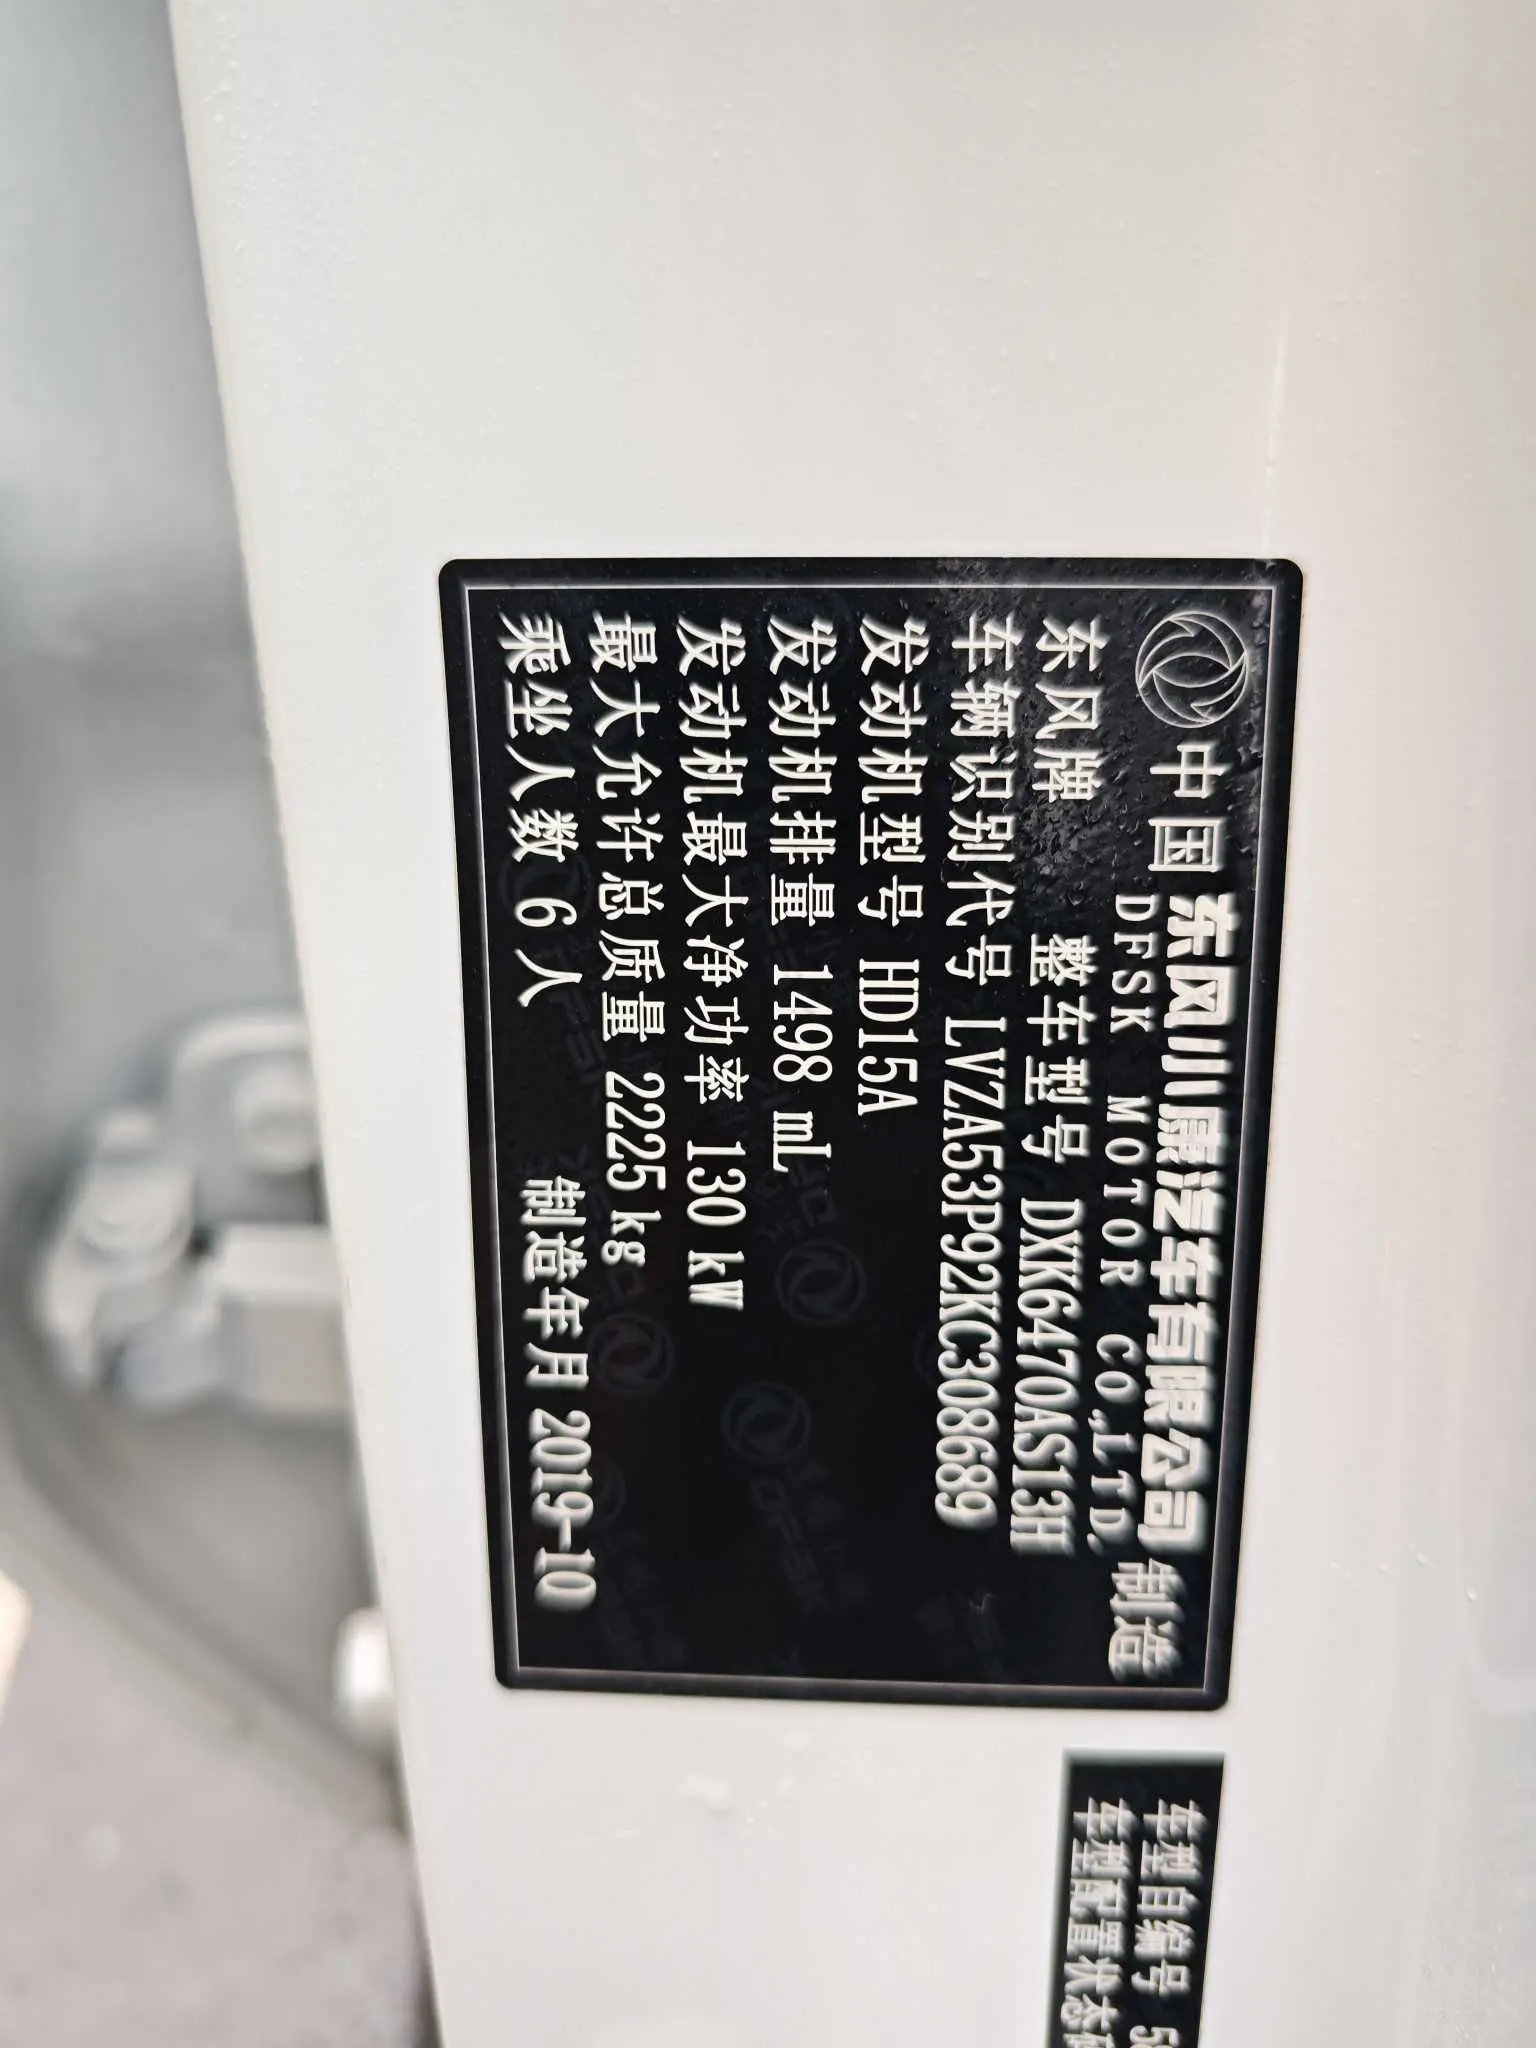 中国 东风小康汽车有限公司 制造
DFSK MOTOR CO.,LTD.
东风牌 整车型号 DXK6470AS13H
车辆识别代号 LVZA53P92KC308689
发动机型号 HD15A
发动机排量 1498 mL
发动机最大净功率 130 kW
最大允许总质量 2225 kg
乘坐人数 6 人 制造年月 2019-10
车型自编号 58
车型配置状态